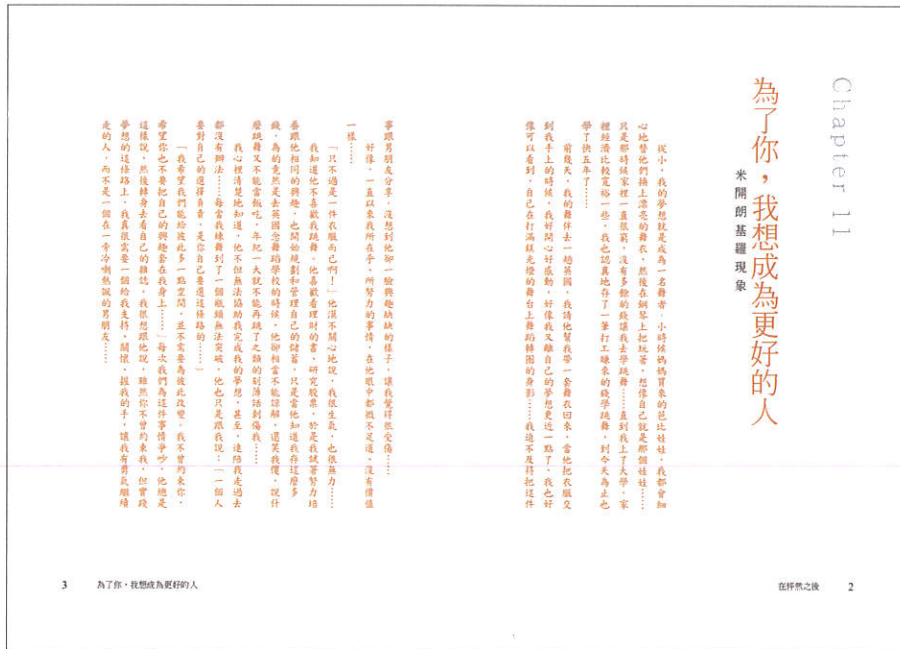 Chapter 11
為了你，我想成為更好的人
米開朗基羅現象
從小，我的夢想就是成為一名舞者。小時候媽媽買來的芭比娃娃，我都會細
心地替他們換上漂亮的舞衣，然後在鋼琴上把玩著，想像自己就是那個娃娃……
只是那時候家裡一直很窮，沒有多餘的錢讓我去學跳舞……直到我上了大學，家
裡經濟比較寬裕一些，我也認真地存了一筆打工賺來的錢學跳舞，到今天為止也
學了快五年了……
前幾天，我的舞伴去一趟英國，我請他幫我帶一套舞衣回來，當他把衣服交
到我手上的時候，我好開心好感動，好像我又離自己的夢想更近一點了，我也好
像可以看到，自己在打滿鎂光燈的舞台上舞蹈轉圈的身影……我迫不及待把這件
事跟男朋友分享，沒想到他卻一臉興趣缺缺的樣子，讓我覺得很受傷……
好像，一直以來我所在乎、所努力的事情，在他眼中都微不足道、沒有價值
一樣……
「只不過是一件衣服而已啊！」他漠不關心地說，我很生氣，也很無力……
我知道他不喜歡我跳舞。他喜歡看理財的書、研究股票，於是我試著努力培
養跟他相同的興趣，也開始規劃和管理自己的儲蓄，只是當他知道我存這麼多
錢，為的竟然是去英國念舞蹈學校的時候，他卻相當不能諒解，還笑我傻，說什
麼跳舞又不能當飯吃，年紀一大就不能再跳了之類的刻薄話刺傷我……
我心裡清楚地知道，他不但無法協助我完成我的夢想，甚至，連陪我走過去
都沒有辦法……每當我練舞到了一個瓶頸無法突破，他也只是跟我說：「一個人
要對自己的選擇負責，是你自己要選這條路的……」
「我希望我們能給彼此多一點空間，並不需要為彼此改變。我不曾約束你，
希望你也不要把自己的興趣套在我身上……」每次我們為這件事情爭吵，他總是
這樣說，然後轉身去看自己的雜誌。我很想跟他說，雖然你不曾約束我，但實踐
夢想的這條路上，我真很需要一個給我支持、關懷、握我的手，讓我有勇氣繼續
走的人，而不是一個在一旁冷嘲熱諷的男朋友……
在怦然之後 2
3 為了你，我想成為更好的人